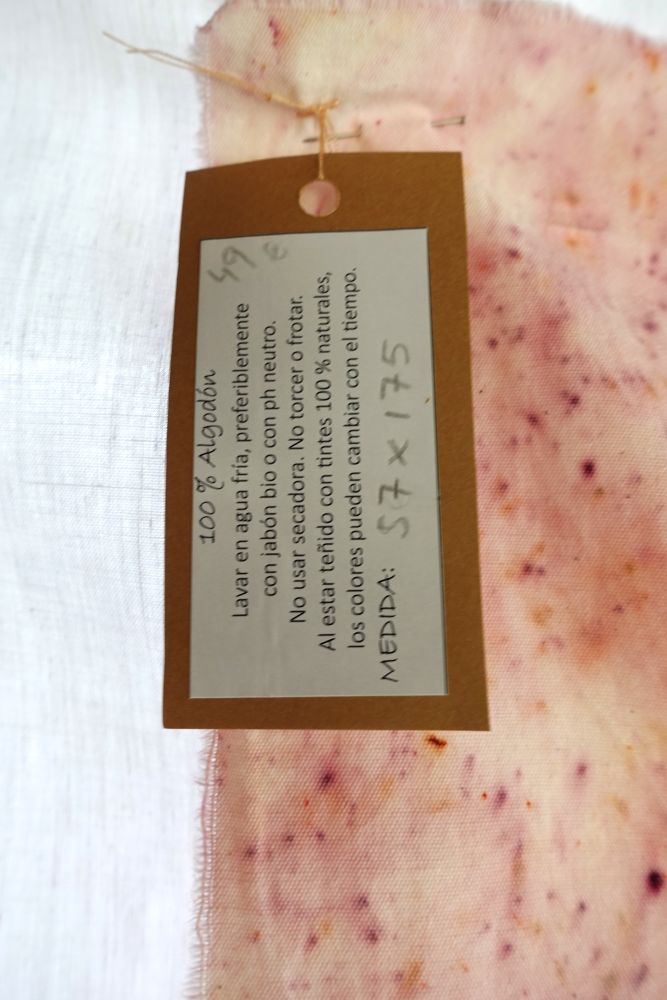 100 % Algodón
49 €
Lavar en agua fría, preferiblemente
con jabón bio o con ph neutro.
No usar secadora. No torcer o frotar.
Al estar teñido con tintes 100 % naturales,
los colores pueden cambiar con el tiempo.
MEDIDA: 57 x 175